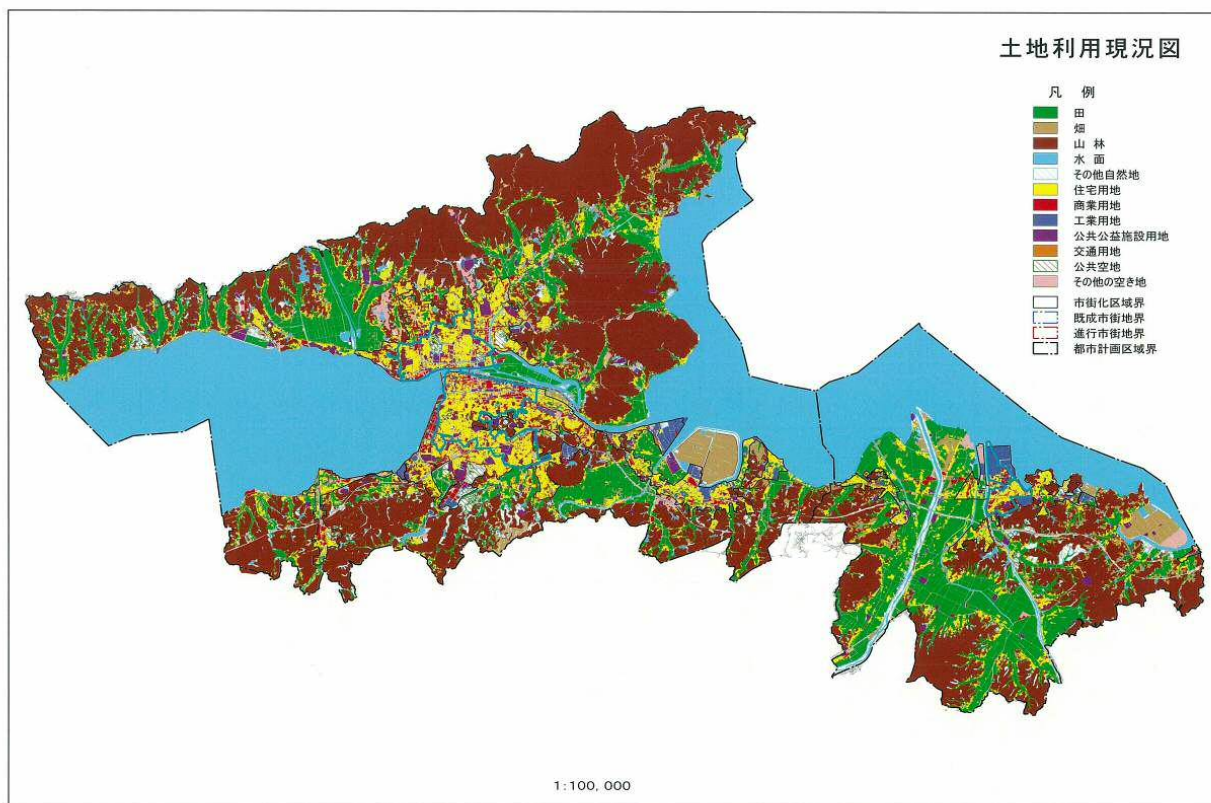 土地利用現況図
凡 例
田
畑
山 林
水 面
その他自然地
住宅用地
商業用地
工業用地
公共公益施設用地
交通用地
公共空地
その他の空き地
市街化区域界
既成市街地界
進行市街地界
都市計画区域界
1:100, 000